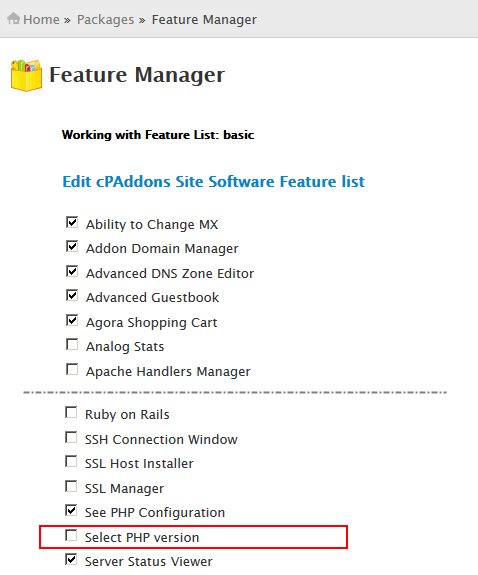 Home » Packages » Feature Manager
Feature Manager
Working with Feature List: basic
Edit cPAddons Site Software Feature list
Ability to Change MX
Addon Domain Manager
Advanced DNS Zone Editor
Advanced Guestbook
Agora Shopping Cart
Analog Stats
Apache Handlers Manager
Ruby on Rails
SSH Connection Window
SSL Host Installer
SSL Manager
See PHP Configuration
Select PHP version
Server Status Viewer